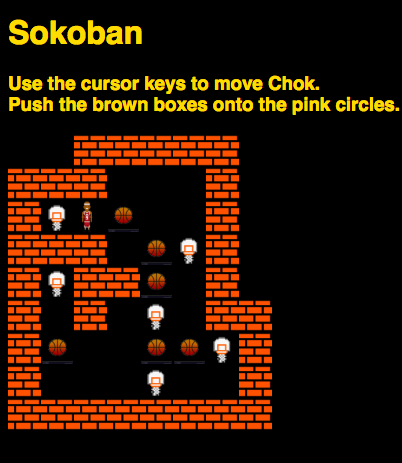 Sokoban
Use the cursor keys to move Chok.
Push the brown boxes onto the pink circles.